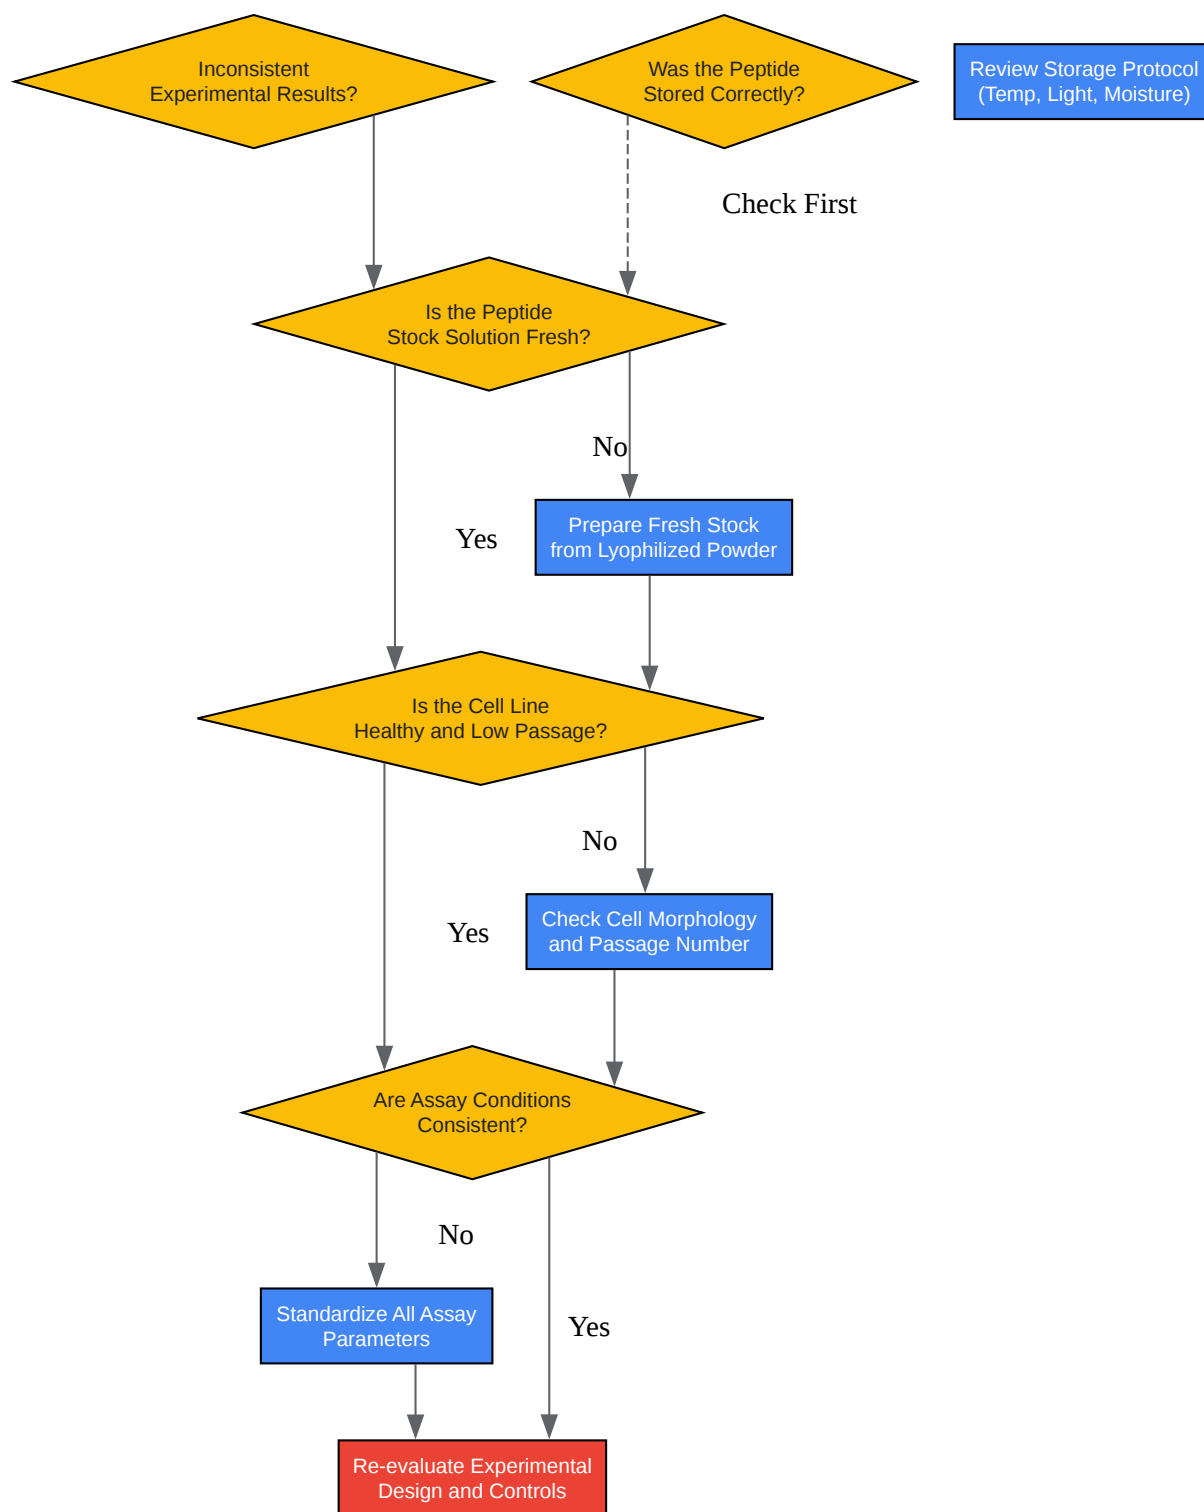 Inconsistent
Experimental Results?
Was the Peptide
Stored Correctly?
Review Storage Protocol
(Temp, Light, Moisture)
Check First
Is the Peptide
Stock Solution Fresh?
No
Yes
Prepare Fresh Stock
from Lyophilized Powder
Is the Cell Line
Healthy and Low Passage?
No
Yes
Check Cell Morphology
and Passage Number
Are Assay Conditions
Consistent?
No
Standardize All Assay
Parameters
Yes
Re-evaluate Experimental
Design and Controls